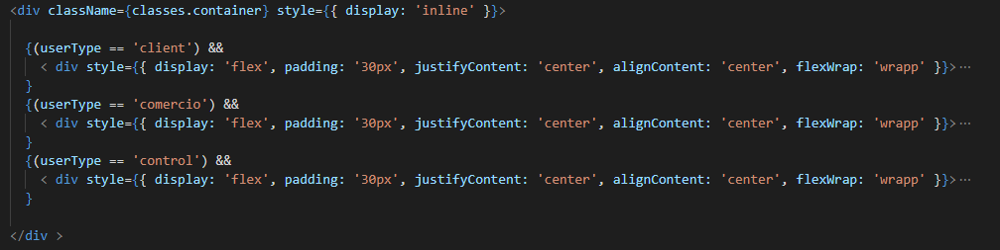 <div className={classes.container} style={{ display: 'inline' }}>
{(userType == 'client') &&
< div style={{ display: 'flex', padding: '30px', justifyContent: 'center', alignContent: 'center', flexWrap: 'wrapp' }}>···
}
{(userType == 'comercio') &&
< div style={{ display: 'flex', padding: '30px', justifyContent: 'center', alignContent: 'center', flexWrap: 'wrapp' }}>···
}
{(userType == 'control') &&
< div style={{ display: 'flex', padding: '30px', justifyContent: 'center', alignContent: 'center', flexWrap: 'wrapp' }}>···
}
</div >